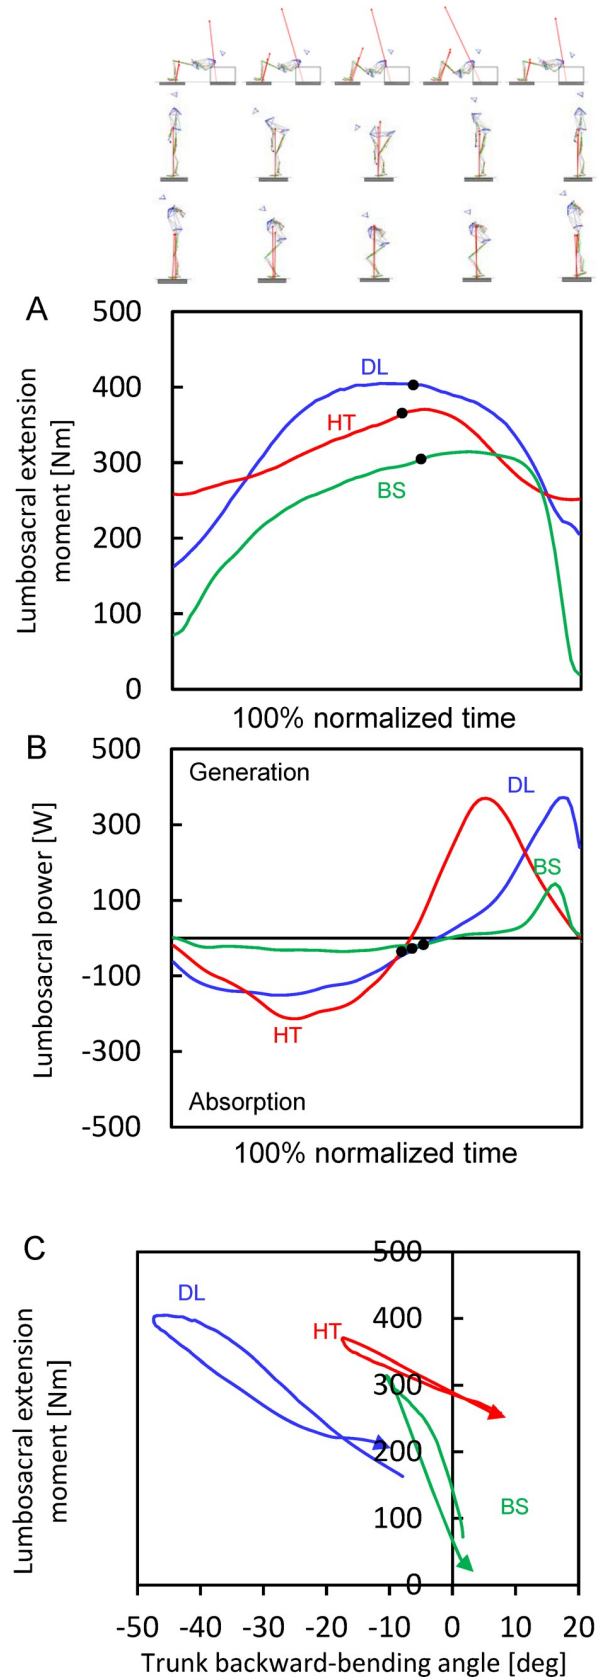 A
Lumbosacral extension
moment [Nm]
500
400
300
200
100
0
DL
HT
BS
100% normalized time
B
Lumbosacral power [W]
500
300
100
-100
-300
-500
Generation
DL
BS
HT
Absorption
100% normalized time
C
Lumbosacral extension
moment [Nm]
500
400
300
200
100
0
DL
HT
BS
-50 -40 -30 -20 -10 0 10 20
Trunk backward-bending angle [deg]